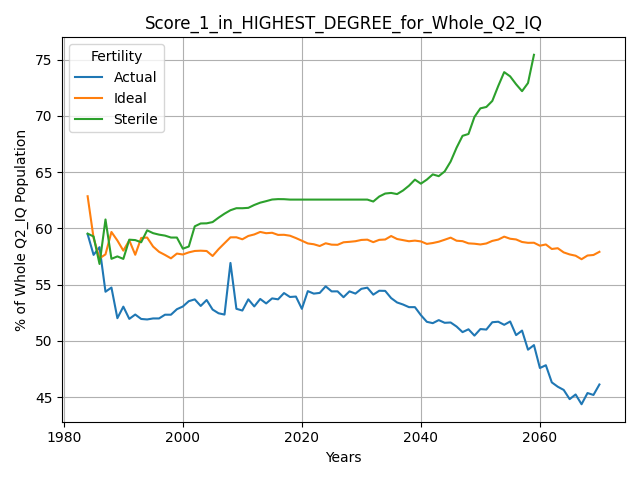 Score_1_in_HIGHEST_DEGREE_for_Whole_Q2_IQ
Fertility
Actual
Ideal
Sterile
% of Whole Q2_IQ Population
75
70
65
60
55
50
45
1980
2000
2020
2040
2060
Years